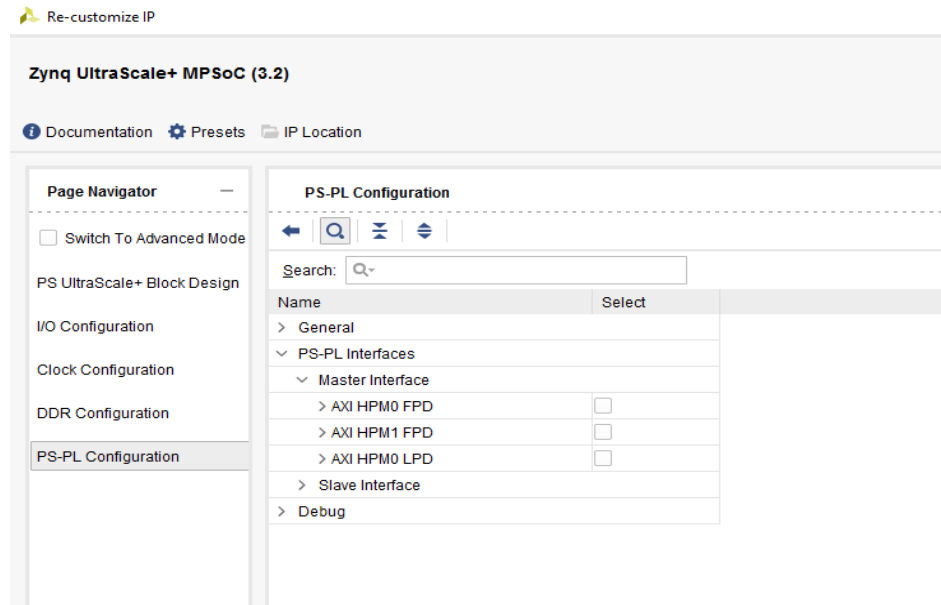 Re-customize IP
Zynq UltraScale+ MPSoC (3.2)
Documentation Presets IP Location
Page Navigator
Switch To Advanced Mode
PS UltraScale+ Block Design
I/O Configuration
Clock Configuration
DDR Configuration
PS-PL Configuration
PS-PL Configuration
Search:
Name Select
General
PS-PL Interfaces
Master Interface
AXI HPM0 FPD
AXI HPM1 FPD
AXI HPM0 LPD
Slave Interface
Debug